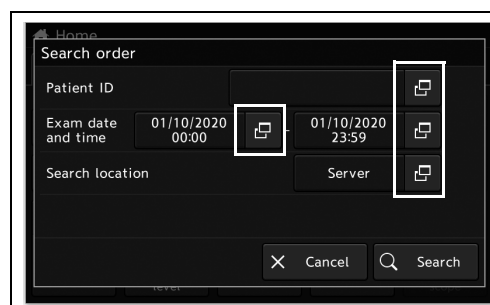 Home
Search order
Patient ID
Exam date
and time
01/10/2020
00:00
-
01/10/2020
23:59
Search location
Server
Cancel
Search
level